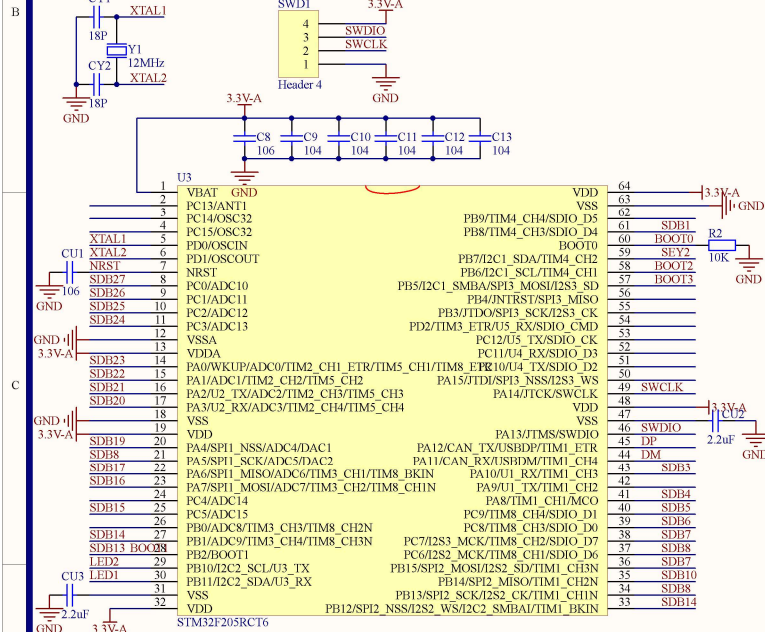 B
CY1
XTAL1
18P
Y1
12MHz
CY2
XTAL2
18P
GND
SWD1
3.3V-A
4
3 SWDIO
2 SWCLK
1
Header 4
GND
3.3V-A
C8 C9 C10 C11 C12 C13
106 104 104 104 104 104
GND
U3
1 VBAT VDD 64 3.3V-A
2 PC13/ANT1 VSS 63 GND
3 PC14/OSC32 PB9/TIM4_CH4/SDIO_D5 62
4 PC15/OSC32 PB8/TIM4_CH3/SDIO_D4 61 SDB1
XTAL1 5 PD0/OSCIN BOOT0 60 BOOT0
R2
10K
GND
XTAL2 6 PD1/OSCOUT PB7/I2C1_SDA/TIM4_CH2 59 SEY2
NRST 7 NRST PB6/I2C1_SCL/TIM4_CH1 58 BOOT2
CU1
106
GND
SDB27 8 PC0/ADC10 PB5/I2C1_SMBA/SPI3_MOSI/I2S3_SD 57 BOOT3
SDB26 9 PC1/ADC11 PB4/JNTRST/SPI3_MISO 56
SDB25 10 PC2/ADC12 PB3/JTDO/SPI3_SCK/I2S3_CK 55
SDB24 11 PC3/ADC13 PD2/TIM3_ETR/U5_RX/SDIO_CMD 54
GND 12 VSSA PC12/U5_TX/SDIO_CK 53
3.3V-A 13 VDDA PC11/U4_RX/SDIO_D3 52
SDB23 14 PA0/WKUP/ADC0/TIM2_CH1_ETR/TIM5_CH1/TIM8_ETR PC10/U4_TX/SDIO_D2 51
SDB22 15 PA1/ADC1/TIM2_CH2/TIM5_CH2 PA15/JTDI/SPI3_NSS/I2S3_WS 50
C
SDB21 16 PA2/U2_TX/ADC2/TIM2_CH3/TIM5_CH3 PA14/JTCK/SWCLK 49 SWCLK
SDB20 17 PA3/U2_RX/ADC3/TIM2_CH4/TIM5_CH4 VDD 48 3.3V-A
GND 18 VSS VSS 47
CU2
2.2uF
GND
3.3V-A 19 VDD PA13/JTMS/SWDIO 46 SWDIO
SDB19 20 PA4/SPI1_NSS/ADC4/DAC1 PA12/CAN_TX/USBDP/TIM1_ETR 45 DP
SDB8 21 PA5/SPI1_SCK/ADC5/DAC2 PA11/CAN_RX/USBDM/TIM1_CH4 44 DM
SDB17 22 PA6/SPI1_MISO/ADC6/TIM3_CH1/TIM8_BKIN PA10/U1_RX/TIM1_CH3 43 SDB3
SDB16 23 PA7/SPI1_MOSI/ADC7/TIM3_CH2/TIM8_CH1N PA9/U1_TX/TIM1_CH2 42
24 PC4/ADC14 PA8/TIM1_CH1/MCO 41 SDB4
SDB15 25 PC5/ADC15 PC9/TIM8_CH4/SDIO_D1 40 SDB5
26 PB0/ADC8/TIM3_CH3/TIM8_CH2N PC8/TIM8_CH3/SDIO_D0 39 SDB6
SDB14 27 PB1/ADC9/TIM3_CH4/TIM8_CH3N PC7/I2S3_MCK/TIM8_CH2/SDIO_D7 38 SDB7
SDB13 28 PB2/BOOT1 PC6/I2S2_MCK/TIM8_CH1/SDIO_D6 37 SDB8
LED2 29 PB10/I2C2_SCL/U3_TX PB15/SPI2_MOSI/I2S2_SD/TIM1_CH3N 36 SDB7
LED1 30 PB11/I2C2_SDA/U3_RX PB14/SPI2_MISO/TIM1_CH2N 35 SDB10
31 VSS PB13/SPI2_SCK/I2S2_CK/TIM1_CH1N 34 SDB8
32 VDD PB12/SPI2_NSS/I2S2_WS/I2C2_SMBAI/TIM1_BKIN 33 SDB14
CU3
2.2uF
GND
3.3V-A
STM32F205RCT6